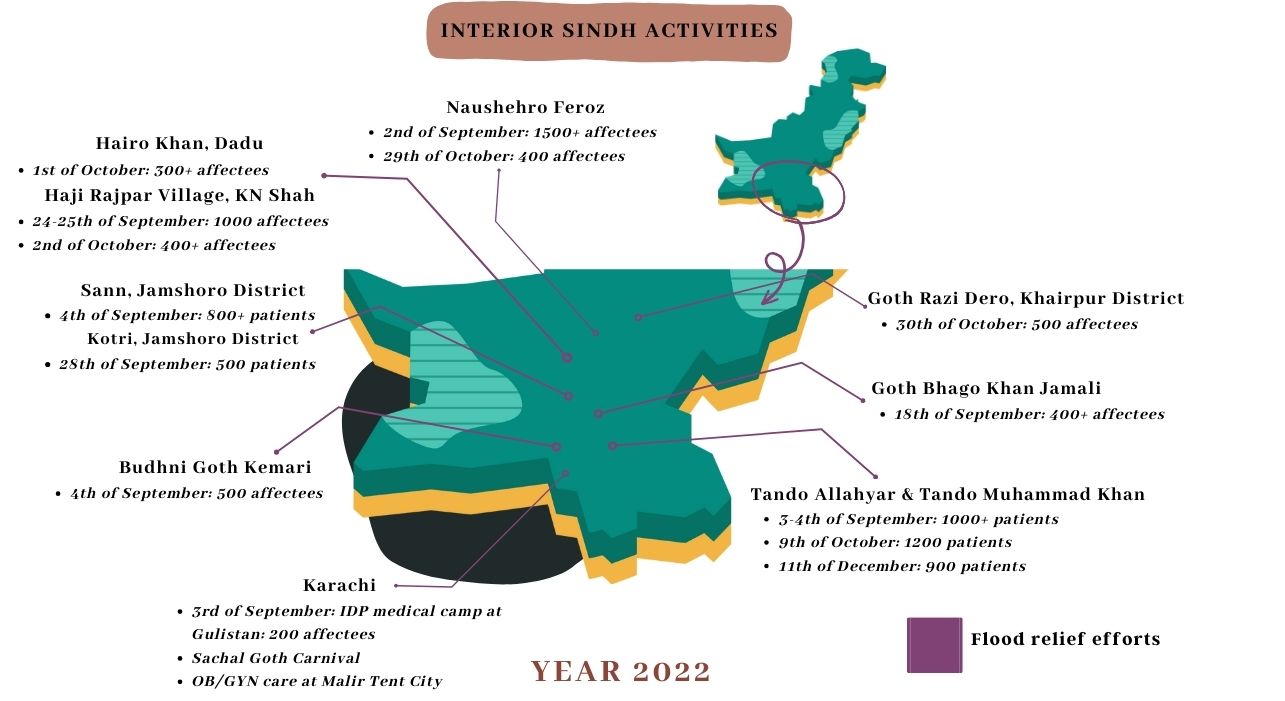 INTERIOR SINDH ACTIVITIES
Naushehro Feroz
• 2nd of September: 1500+ affectees
• 29th of October: 400 affectees
Hairo Khan, Dadu
• 1st of October: 300+ affectees
Haji Rajpar Village, KN Shah
• 24-25th of September: 1000 affectees
• 2nd of October: 400+ affectees
Sann, Jamshoro District
• 4th of September: 800+ patients
Kotri, Jamshoro District
• 28th of September: 500 patients
Budhni Goth Kemari
• 4th of September: 500 affectees
Karachi
• 3rd of September: IDP medical camp at
Gulistan: 200 affectees
• Sachal Goth Carnival
• OB/GYN care at Malir Tent City
Goth Razi Dero, Khairpur District
• 30th of October: 500 affectees
Goth Bhago Khan Jamali
• 18th of September: 400+ affectees
Tando Allahyar & Tando Muhammad Khan
• 3-4th of September: 1000+ patients
• 9th of October: 1200 patients
• 11th of December: 900 patients
Flood relief efforts
YEAR 2022